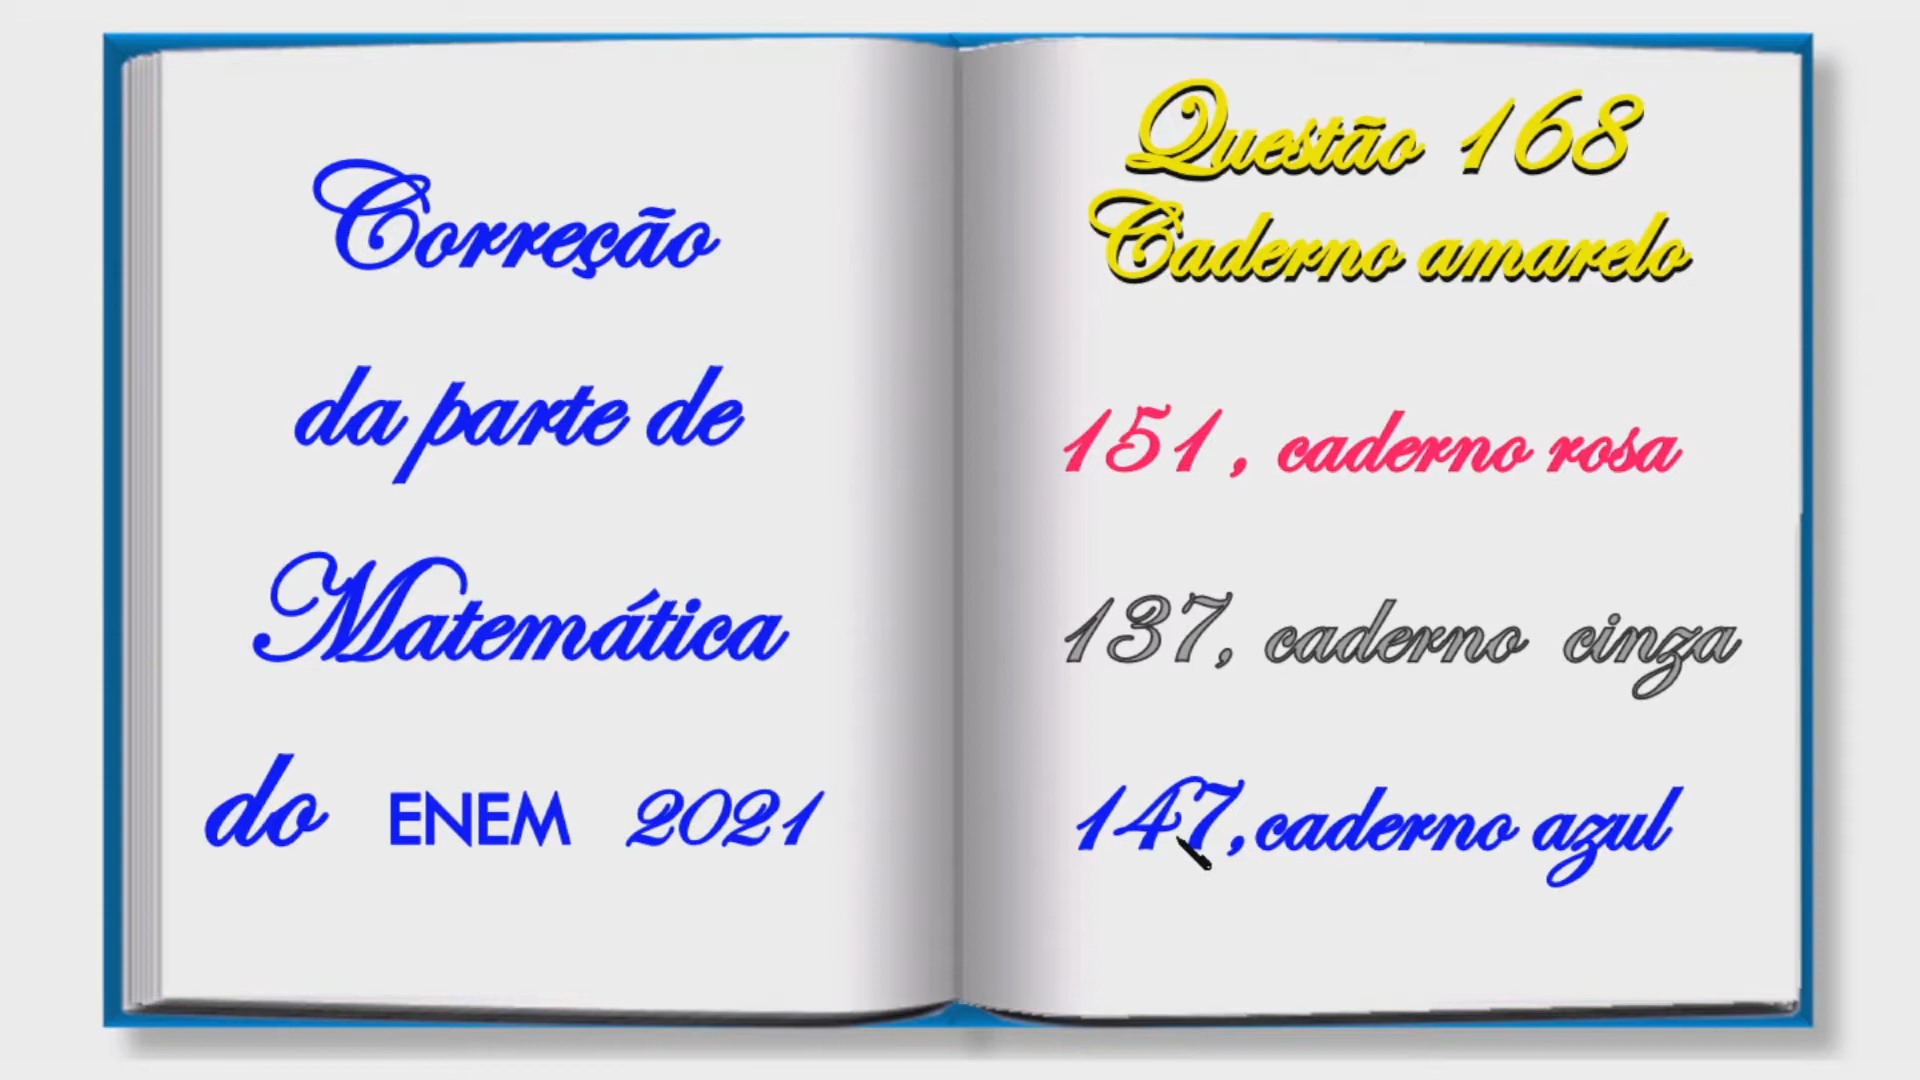 Correção
da parte de
Matemática
do ENEM 2021
Questão 168
Caderno amarelo
151 , caderno rosa
137, caderno cinza
147,caderno azul